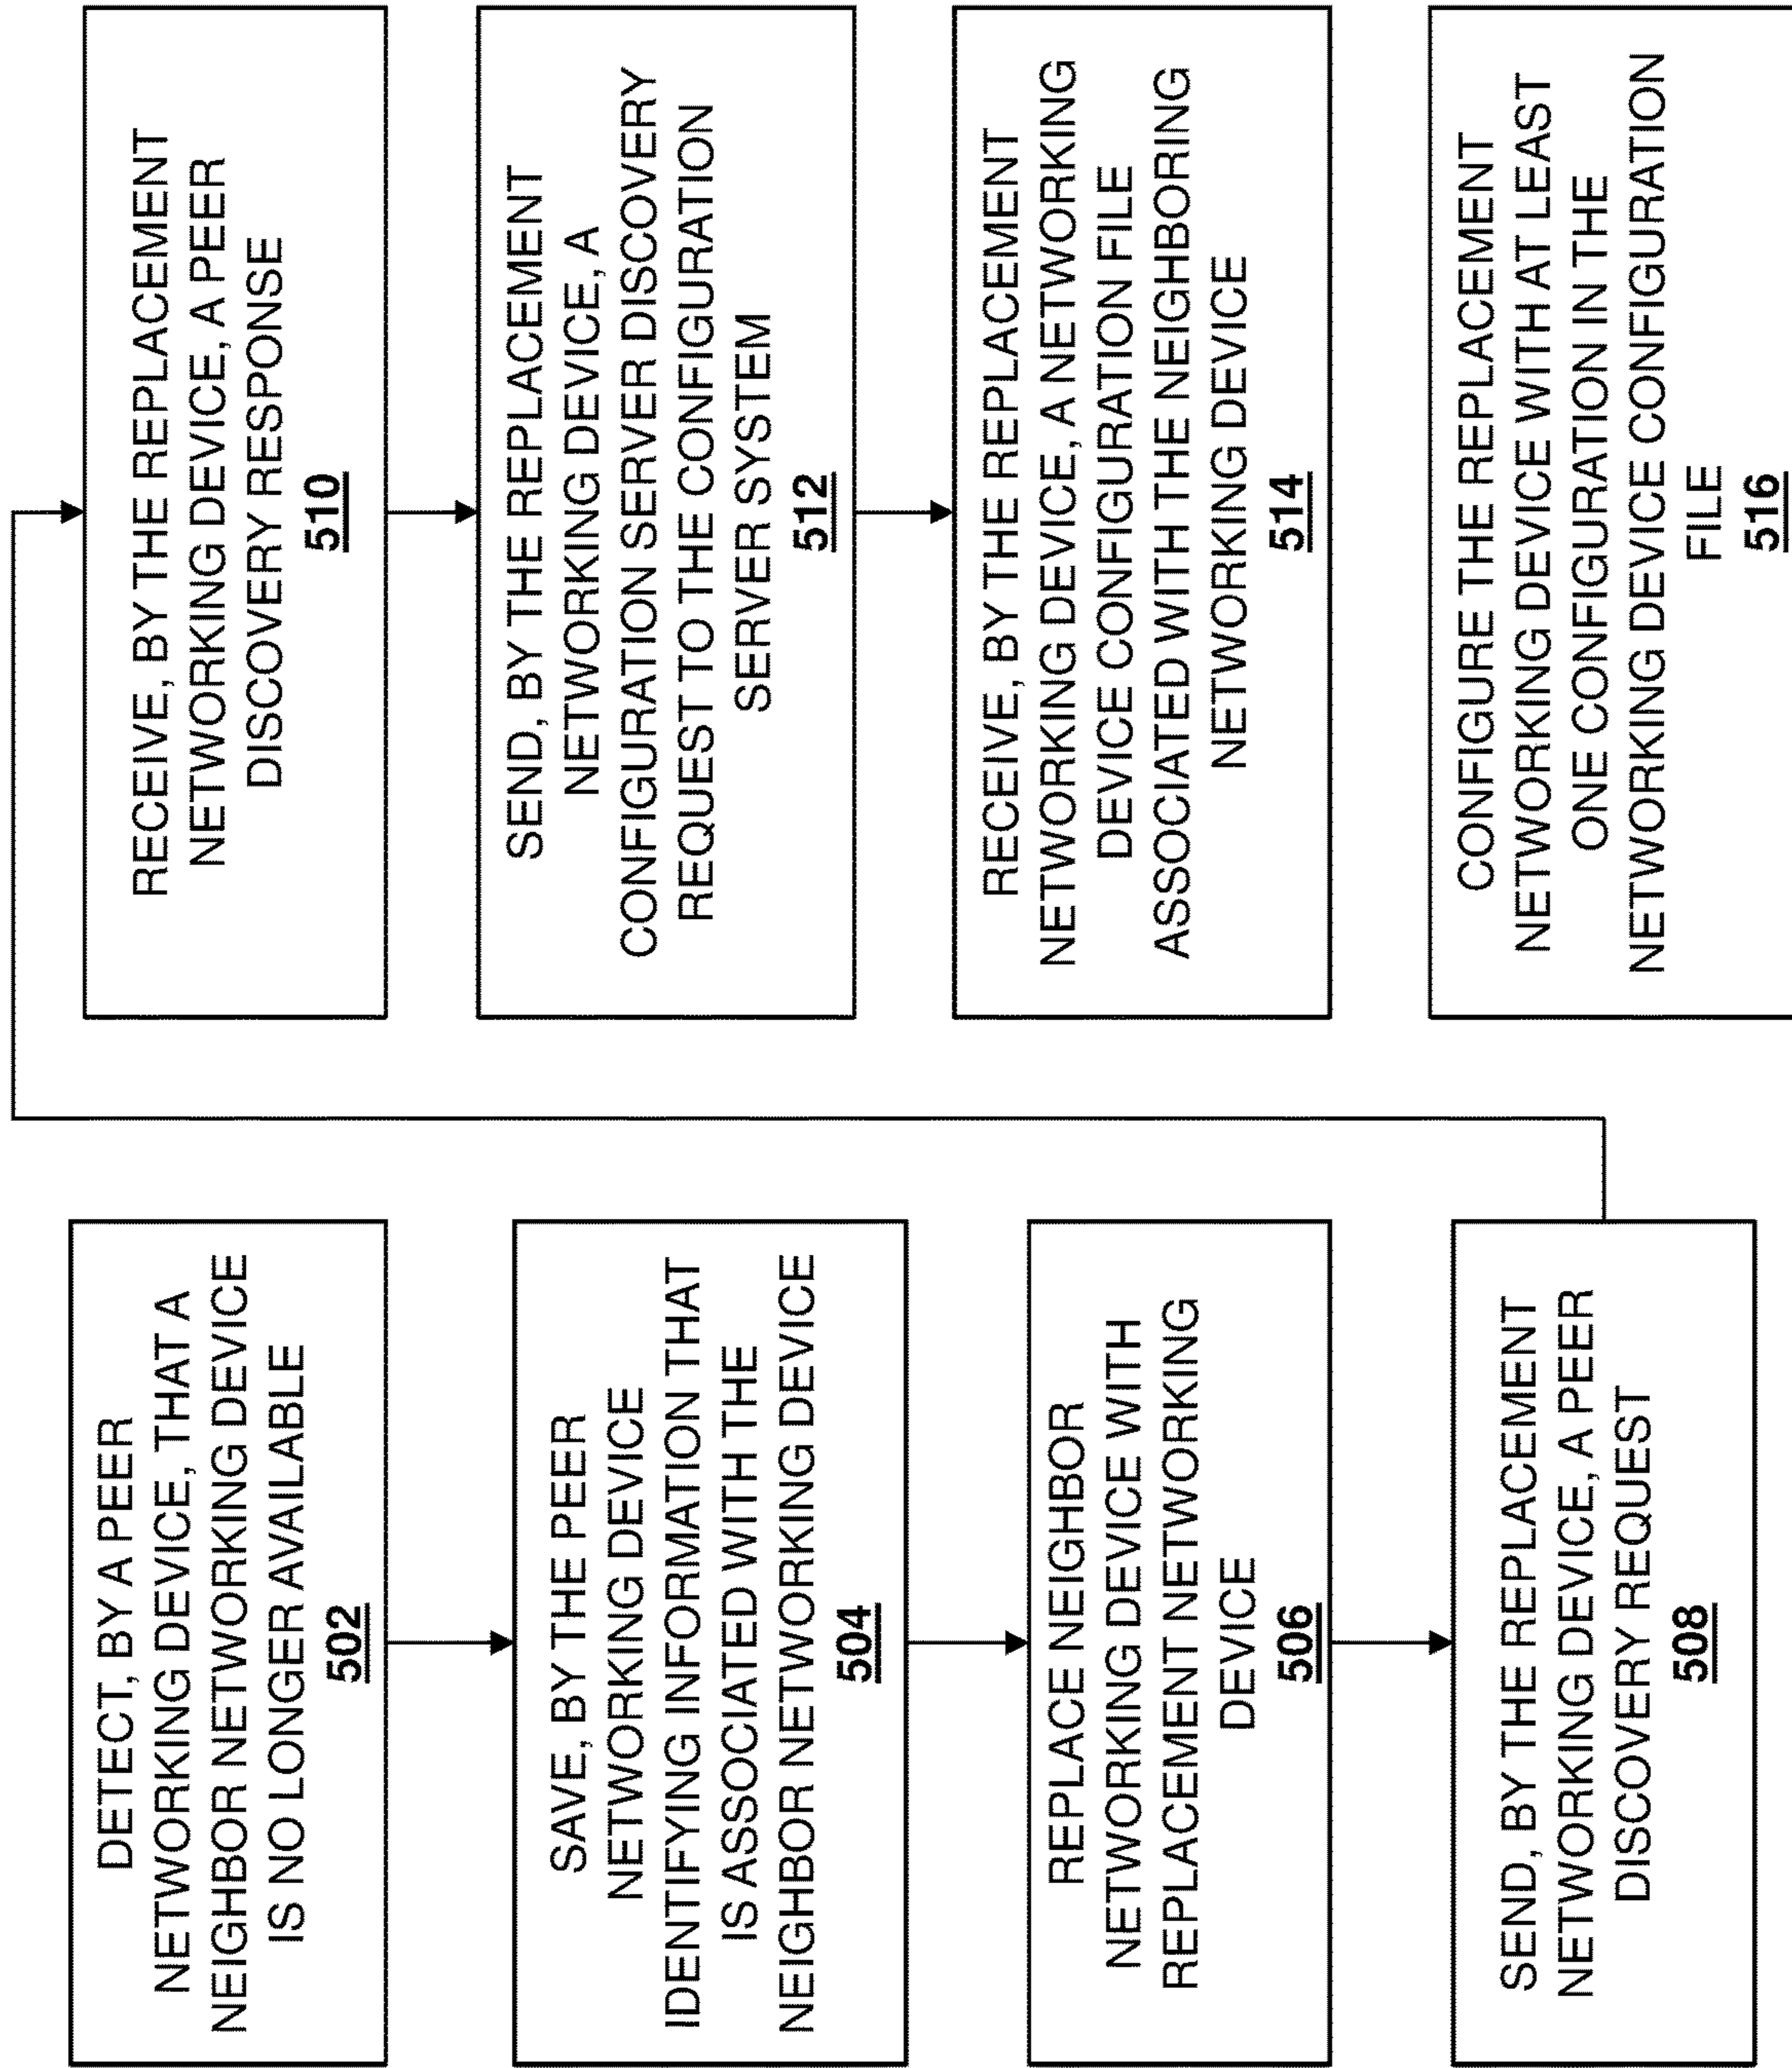 DETECT, BY A PEER
NETWORKING DEVICE, THAT A
NEIGHBOR NETWORKING DEVICE
IS NO LONGER AVAILABLE
502
SAVE, BY THE PEER
NETWORKING DEVICE
IDENTIFYING INFORMATION THAT
IS ASSOCIATED WITH THE
NEIGHBOR NETWORKING DEVICE
504
REPLACE NEIGHBOR
NETWORKING DEVICE WITH
REPLACEMENT NETWORKING
DEVICE
506
SEND, BY THE REPLACEMENT
NETWORKING DEVICE, A PEER
DISCOVERY REQUEST
508
RECEIVE, BY THE REPLACEMENT
NETWORKING DEVICE, A PEER
DISCOVERY RESPONSE
510
SEND, BY THE REPLACEMENT
NETWORKING DEVICE, A
CONFIGURATION SERVER DISCOVERY
REQUEST TO THE CONFIGURATION
SERVER SYSTEM
512
RECEIVE, BY THE REPLACEMENT
NETWORKING DEVICE, A NETWORKING
DEVICE CONFIGURATION FILE
ASSOCIATED WITH THE NEIGHBORING
NETWORKING DEVICE
514
CONFIGURE THE REPLACEMENT
NETWORKING DEVICE WITH AT LEAST
ONE CONFIGURATION IN THE
NETWORKING DEVICE CONFIGURATION
FILE
516